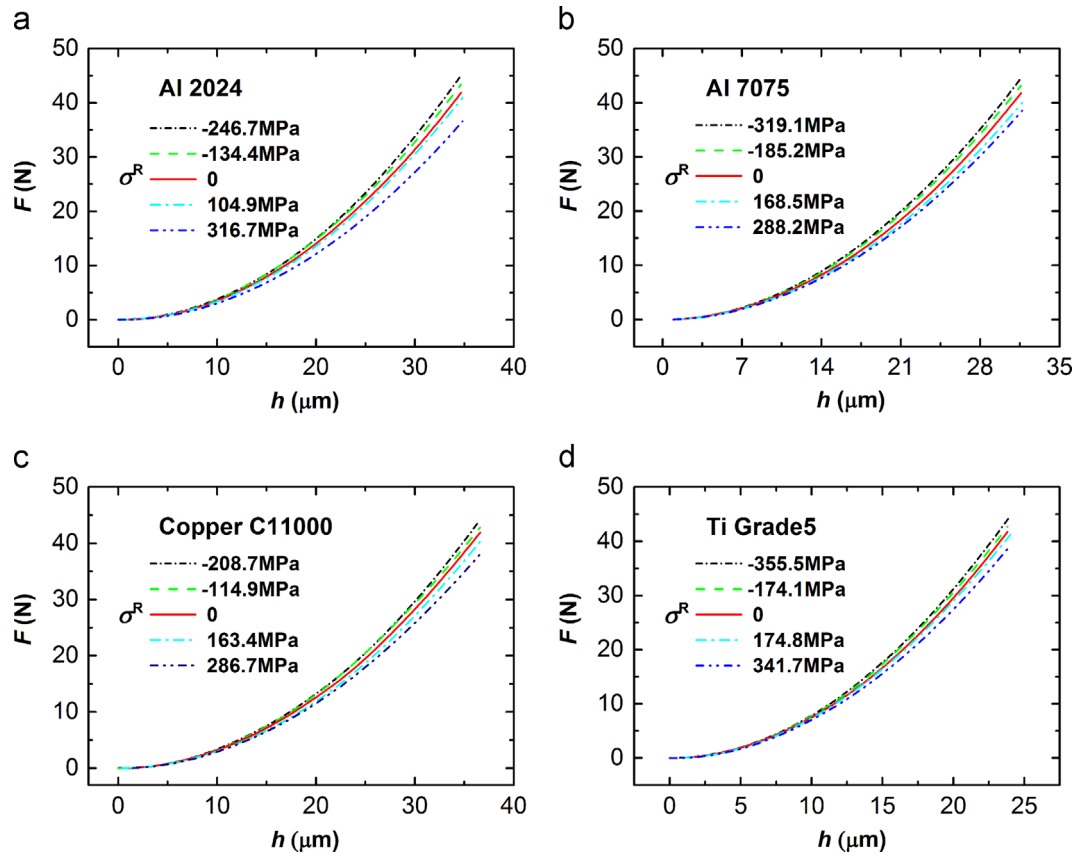 a
50
40
30
20
10
0
F (N)
Al 2024
-246.7MPa
-134.4MPa
σR 0
104.9MPa
316.7MPa
0 10 20 30 40
h (μm)
b
50
40
30
20
10
0
F (N)
Al 7075
-319.1MPa
-185.2MPa
σR 0
168.5MPa
288.2MPa
0 7 14 21 28 35
h (μm)
c
50
40
30
20
10
0
F (N)
Copper C11000
-208.7MPa
-114.9MPa
σR 0
163.4MPa
286.7MPa
0 10 20 30 40
h (μm)
d
50
40
30
20
10
0
F (N)
Ti Grade5
-355.5MPa
-174.1MPa
σR 0
174.8MPa
341.7MPa
0 5 10 15 20 25
h (μm)